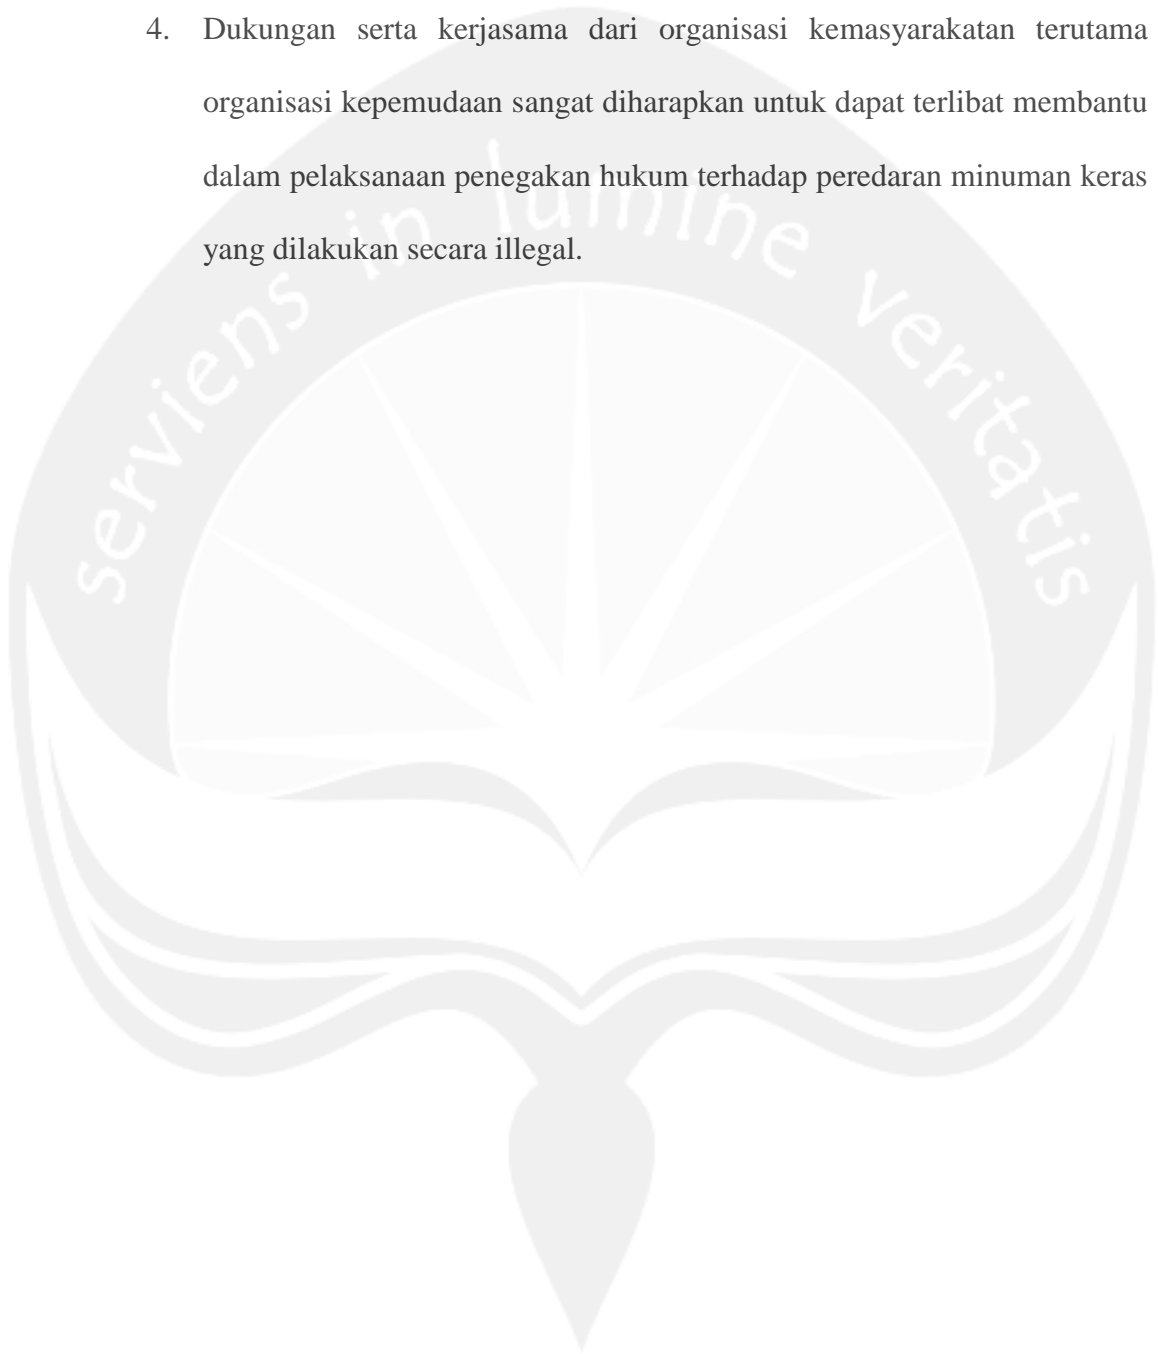 4. Dukungan serta kerjasama dari organisasi kemasyarakatan terutama
organisasi kepemudaan sangat diharapkan untuk dapat terlibat membantu
dalam pelaksanaan penegakan hukum terhadap peredaran minuman keras
yang dilakukan secara illegal.
serviens in lumine veritatis